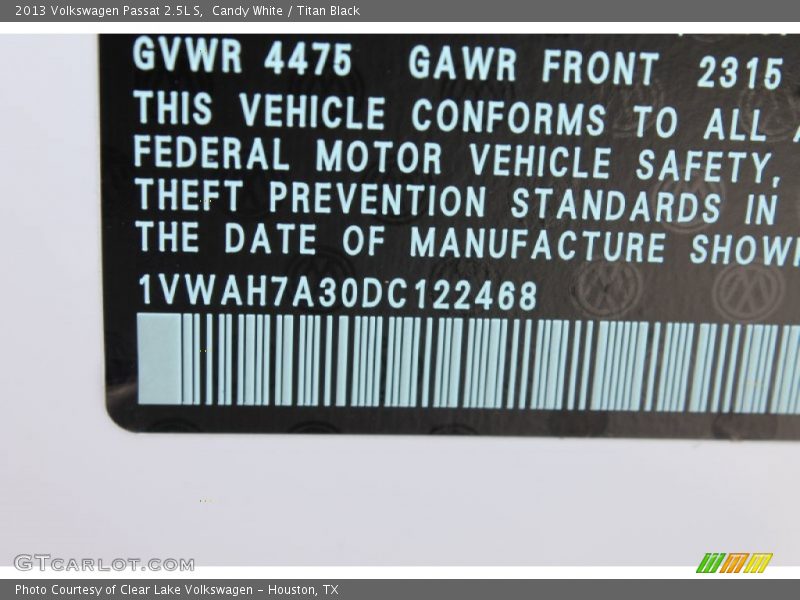 2013 Volkswagen Passat 2.5L S,  Candy White / Titan Black
GVWR 4475 GAWR FRONT 2315
THIS VEHICLE CONFORMS TO ALL
FEDERAL MOTOR VEHICLE SAFETY,
THEFT PREVENTION STANDARDS IN
THE DATE OF MANUFACTURE SHOW
1VWAH7A30DC122468
GTCARLOT.COM
Photo Courtesy of Clear Lake Volkswagen - Houston, TX